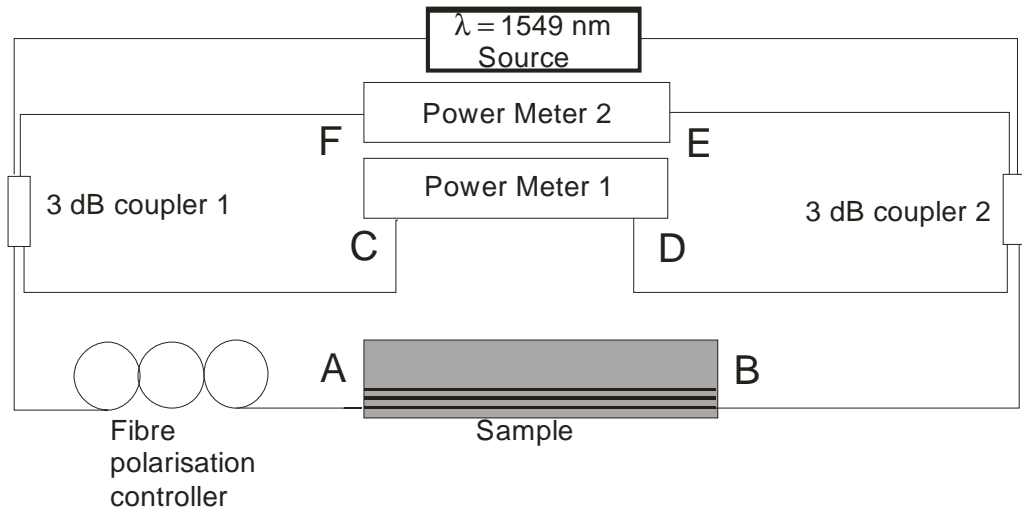 λ = 1549 nm
Source
Power Meter 2
F
E
Power Meter 1
3 dB coupler 1
3 dB coupler 2
C
D
A
B
Fibre
polarisation
controller
Sample